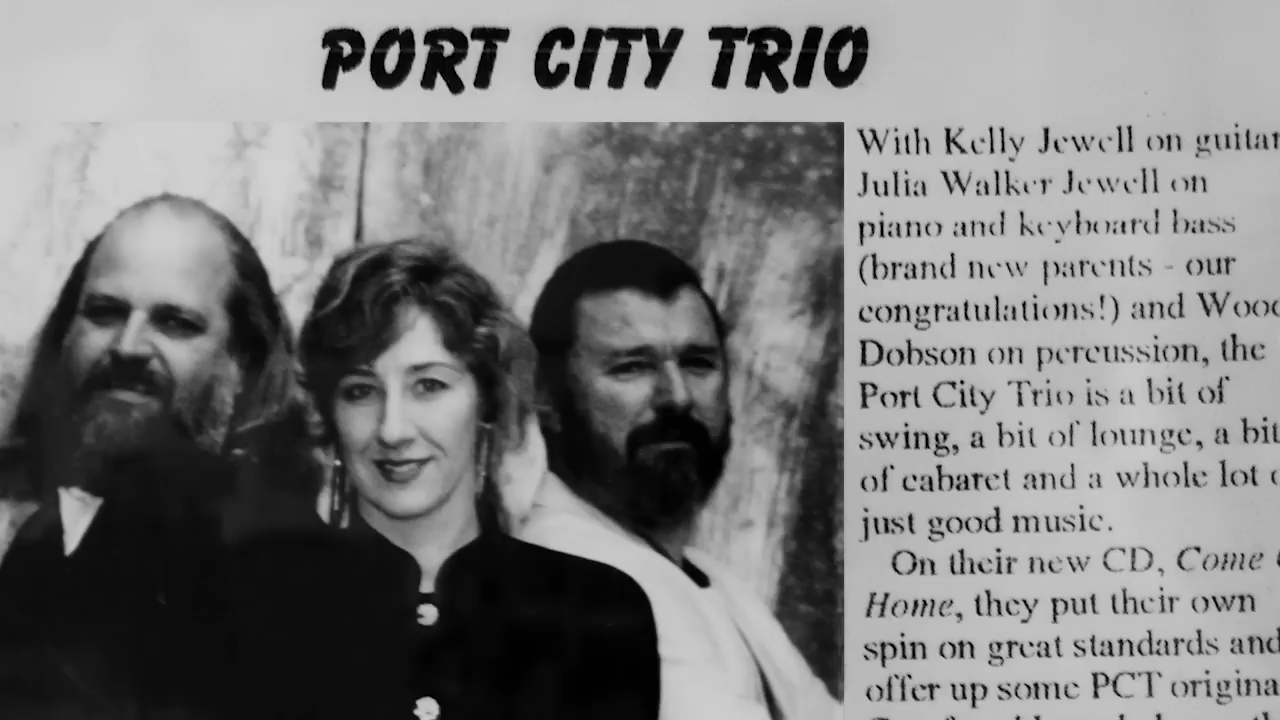 PORT CITY TRIO
With Kelly Jewell on guitar
Julia Walker Jewell on
piano and keyboard bass
(brand new parents - our
congratulations!) and
Dobson on percussion, the
Port City Trio is a bit of
swing, a bit of lounge, a bit
of cabaret and a whole lot
just good music.
On their new CD, Come
Home, they put their own
spin on great standards and
offer up some PCT